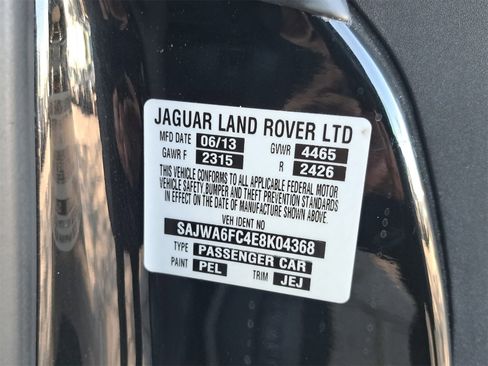 JAGUAR LAND ROVER LTD
MFD DATE 06/13 GVWR 4465
GAWR F 2315 R 2426
THIS VEHICLE CONFORMS TO ALL APPLICABLE FEDERAL MOTOR
VEHICLE SAFETY, BUMPER AND THEFT PREVENTION STANDARDS
IN EFFECT ON THE DATE OF MANUFACTURE SHOWN ABOVE.
VEH IDENT NO
SAJWA6FC4E8K04368
TYPE PASSENGER CAR
PAINT PEL TRIM JEJ